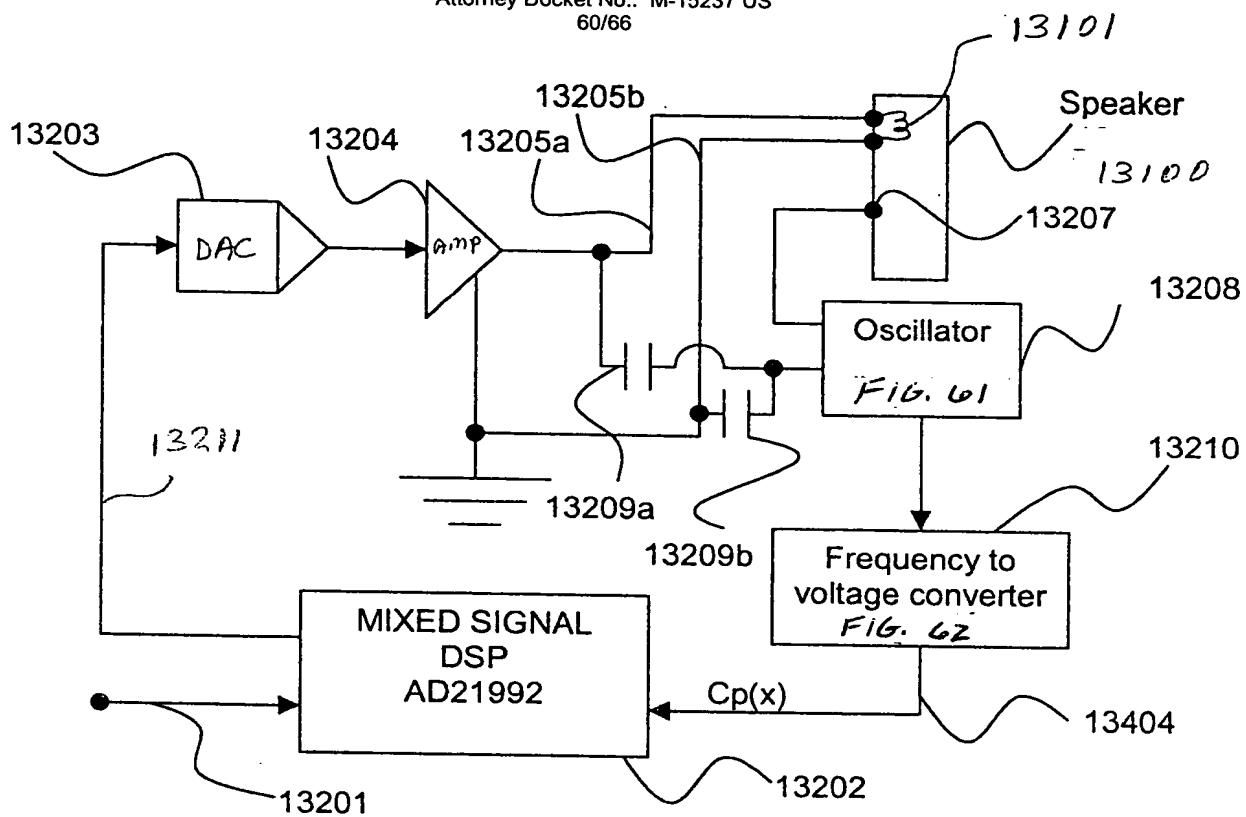 Attorney Docket No.: M-15237 US
60/66
13101
13205b
Speaker
13203
13204
13205a
13100
DAC
Amp
13207
13208
Oscillator
FIG. 61
13211
13210
13209a
13209b
Frequency to
voltage converter
FIG. 62
MIXED SIGNAL
DSP
AD21992
Cp(x)
13404
13201
13202